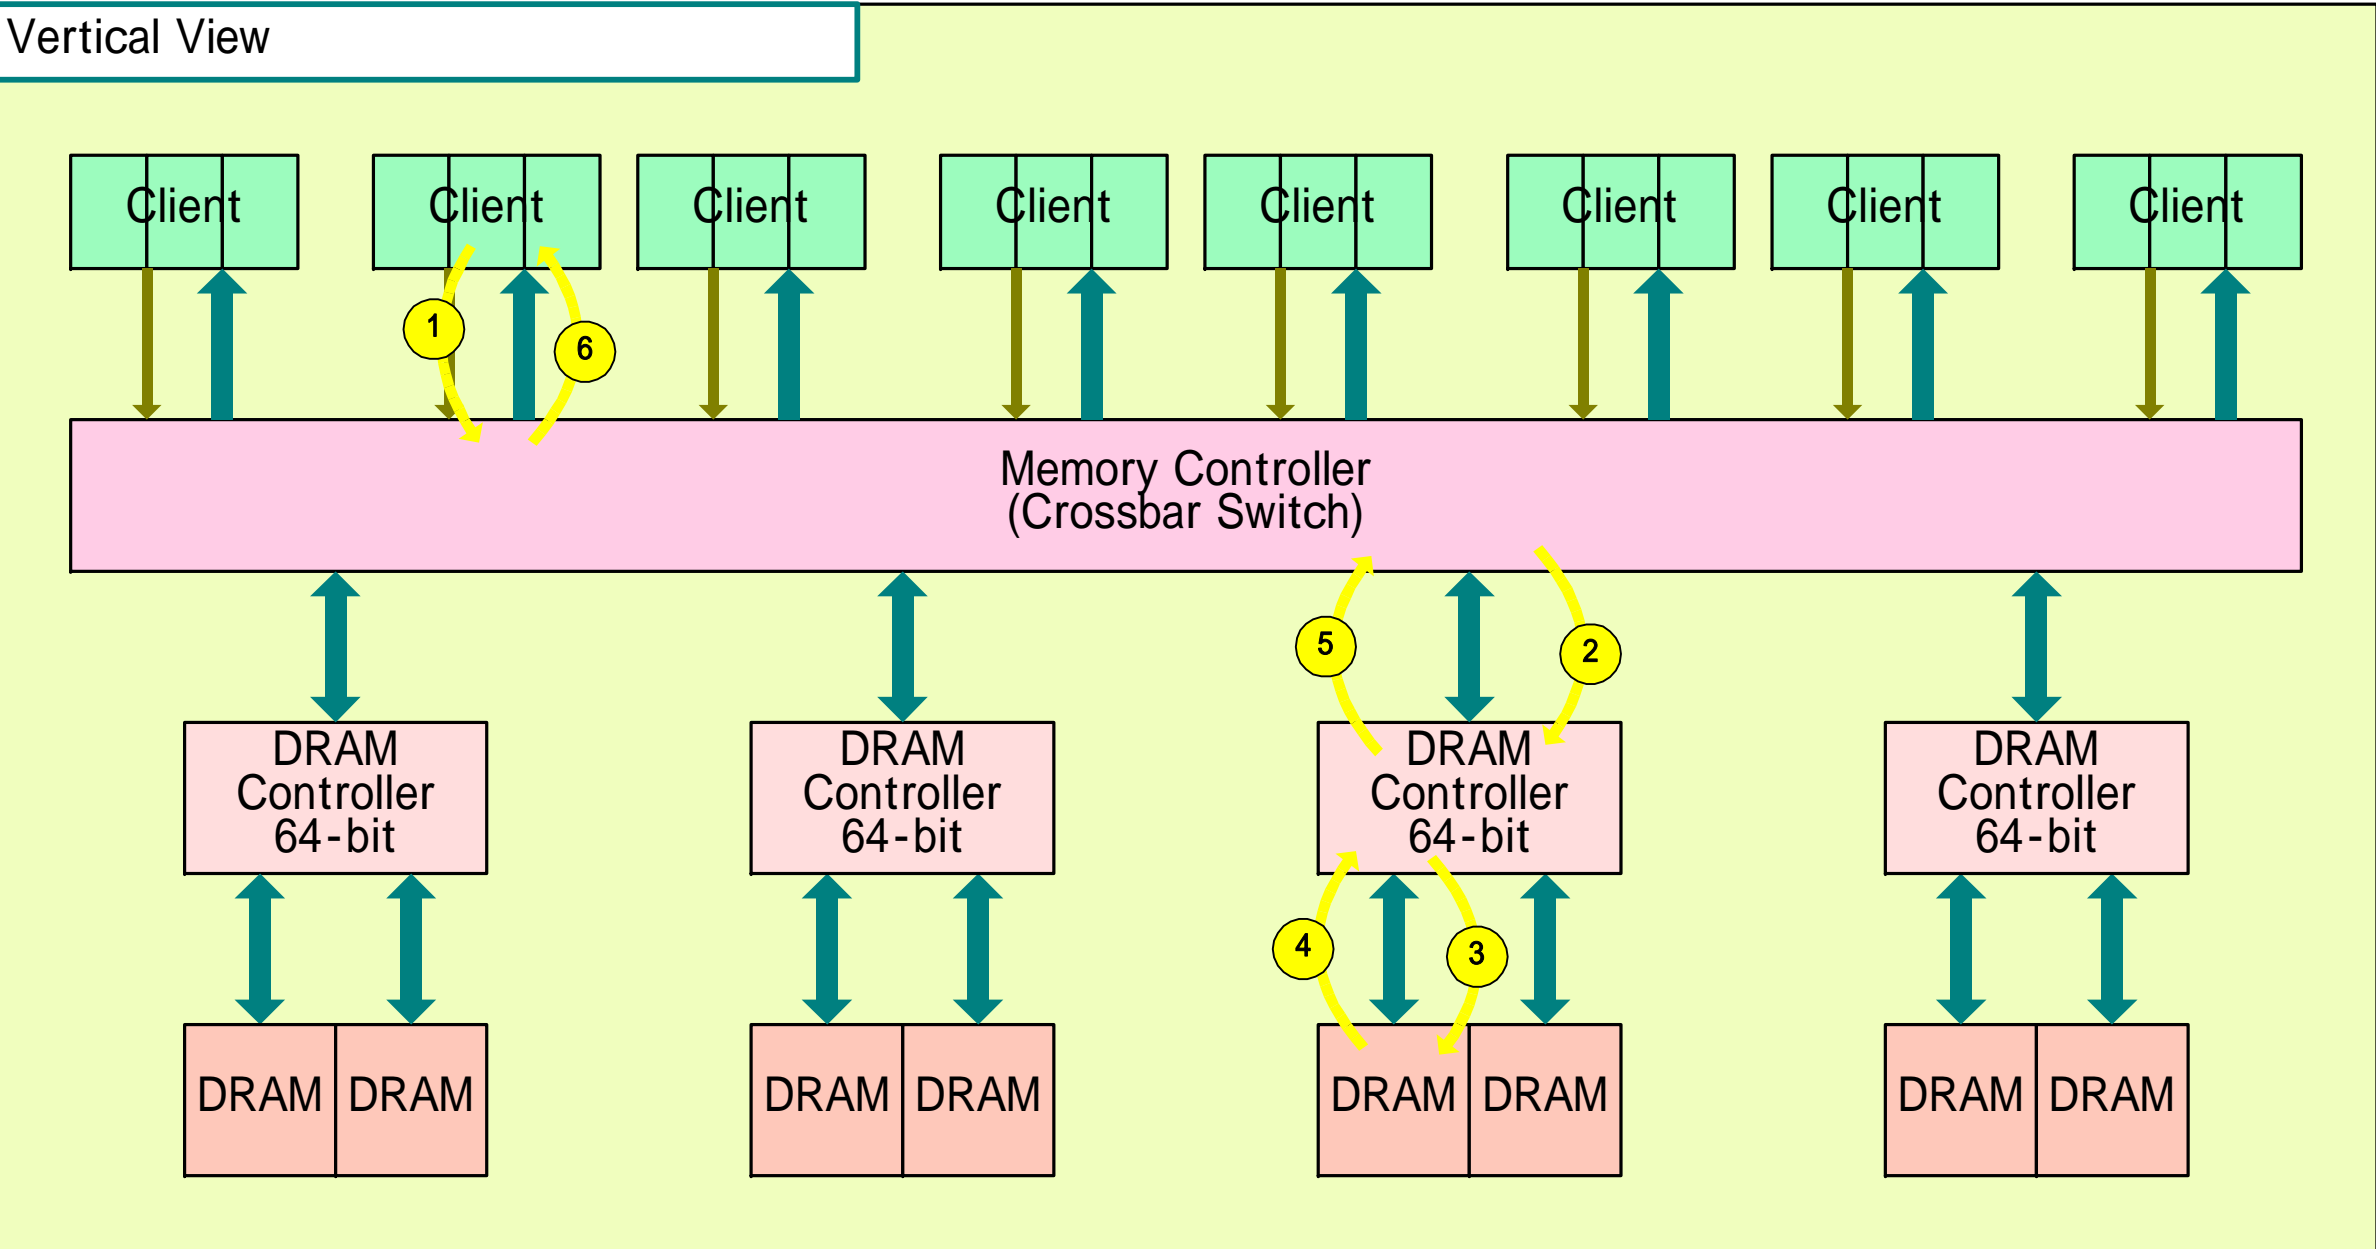 Vertical View
Client Client Client Client Client Client Client Client
1
6
Memory Controller
(Crossbar Switch)
5
2
DRAM DRAM DRAM DRAM
Controller Controller Controller Controller
64-bit 64-bit 64-bit 64-bit
4
3
DRAM DRAM DRAM DRAM DRAM DRAM DRAM DRAM